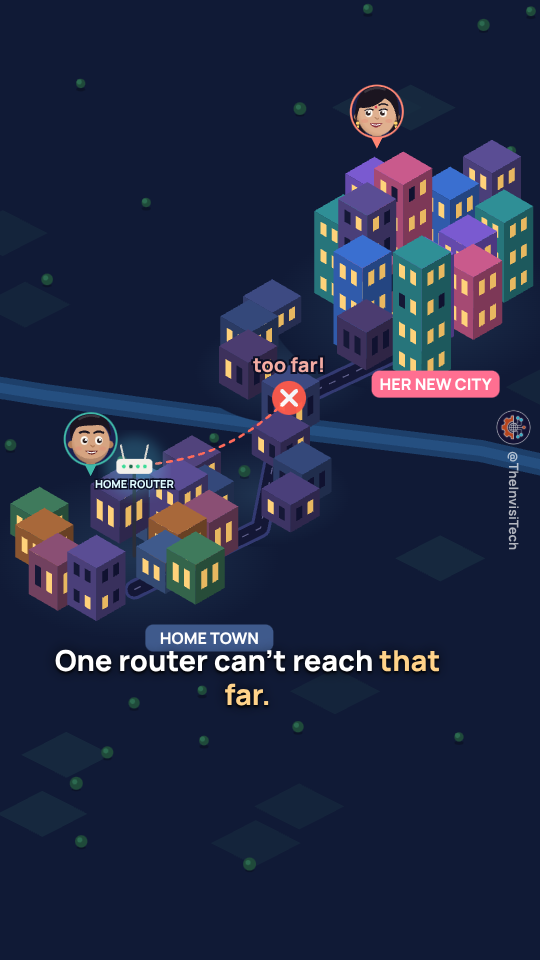 too far!
HER NEW CITY
@TheInvisiTech
HOME ROUTER
HOME TOWN
One router can't reach that
far.